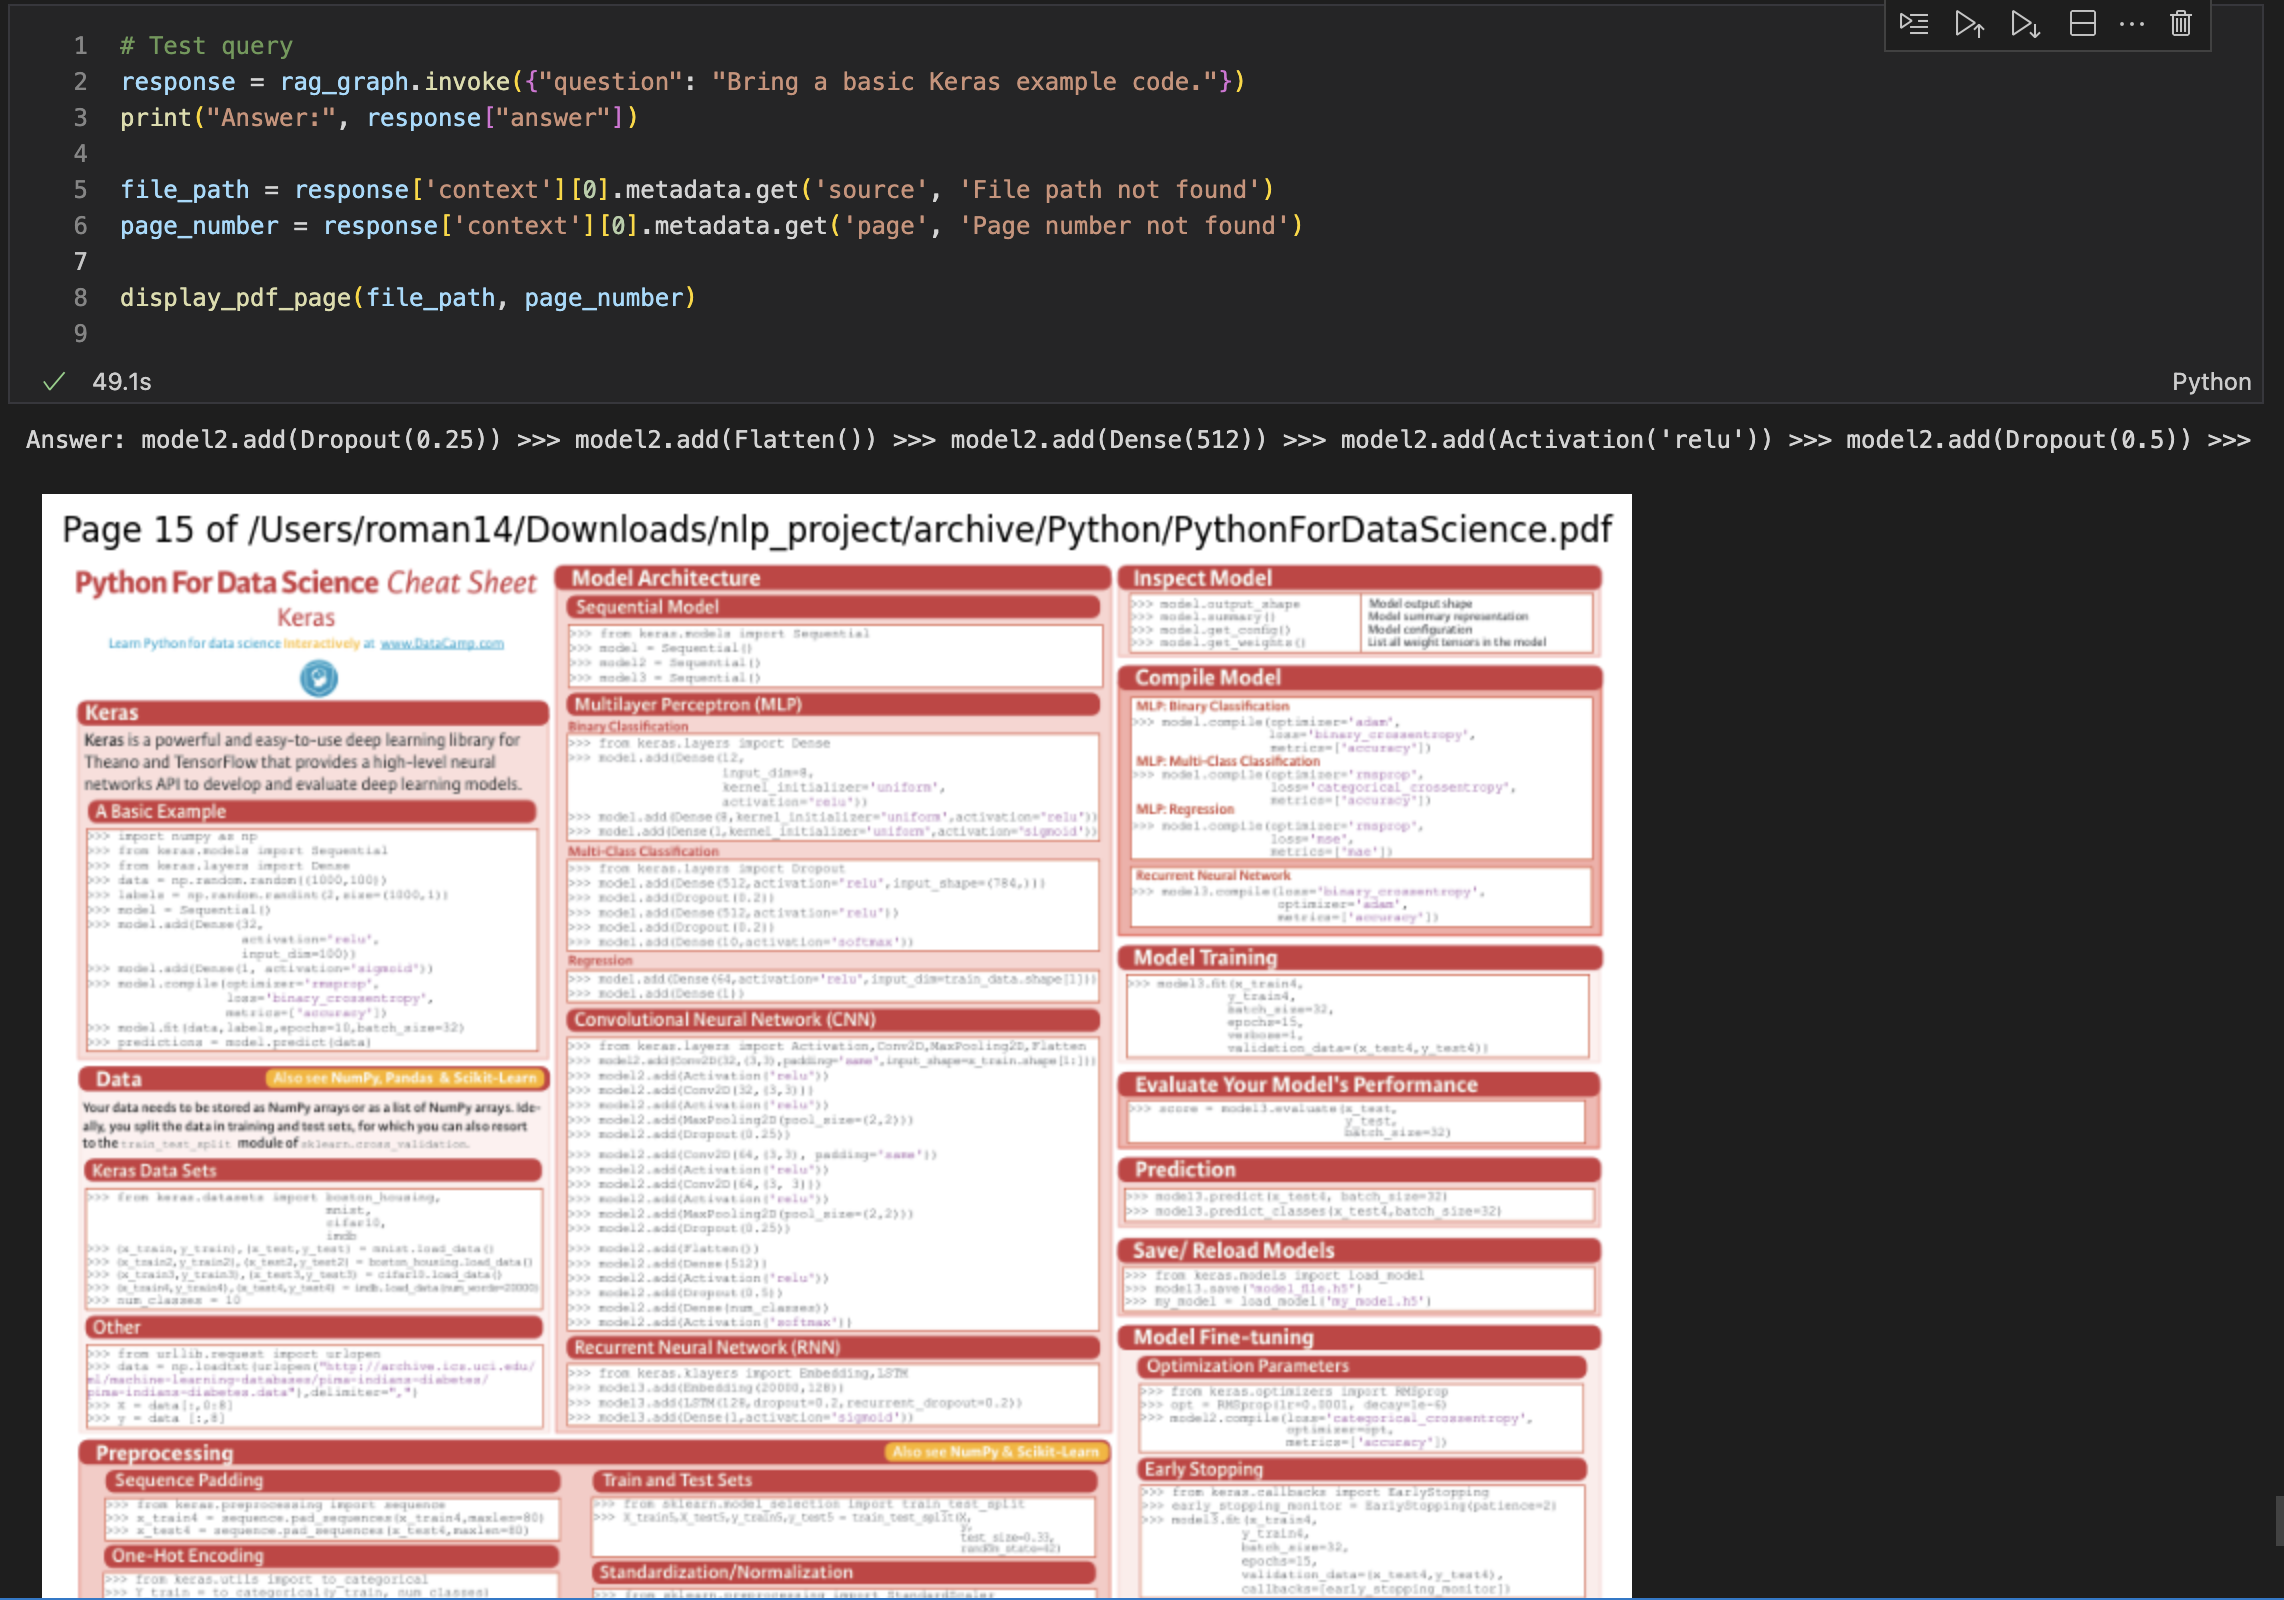 1 # Test query
2 response = rag_graph.invoke({"question": "Bring a basic Keras example code."})
3 print("Answer:", response["answer"])
4
5 file_path = response['context'][0].metadata.get('source', 'File path not found')
6 page_number = response['context'][0].metadata.get('page', 'Page number not found')
7
8 display_pdf_page(file_path, page_number)
9
49.1s
Python
Answer: model2.add(Dropout(0.25)) >>> model2.add(Flatten()) >>> model2.add(Dense(512)) >>> model2.add(Activation('relu')) >>> model2.add(Dropout(0.5)) >>>
Page 15 of /Users/roman14/Downloads/nlp_project/archive/Python/PythonForDataScience.pdf
Python For Data Science Cheat Sheet
Keras
Learn Python for data science Interactively at www.DataCamp.com
Keras
Keras is a powerful and easy-to-use deep learning library for
Theano and TensorFlow that provides a high-level neural
networks API to develop and evaluate deep learning models.
A Basic Example
>>> import numpy as np
>>> from keras.models import Sequential
>>> from keras.layers import Dense
>>> data = np.random.random((1000,100))
>>> labels = np.random.randint(2,size=(1000,1))
>>> model = Sequential()
>>> model.add(Dense(32,
activation='relu',
input_dim=100))
>>> model.add(Dense(1, activation='sigmoid'))
>>> model.compile(optimizer='rmsprop',
loss='binary_crossentropy',
metrics=['accuracy'])
>>> model.fit(data,labels,epochs=10,batch_size=32)
>>> predictions = model.predict(data)
Data
Also see NumPy, Pandas & Scikit-Learn
Your data needs to be stored as NumPy arrays or as a list of NumPy arrays. Ide-
ally, you split the data in training and test sets, for which you can also resort
to the train_test_split module of sklearn.cross_validation.
Keras Data Sets
>>> from keras.datasets import boston_housing,
mnist,
cifar10,
imdb
>>> (x_train,y_train),(x_test,y_test) = mnist.load_data()
>>> (x_train2,y_train2),(x_test2,y_test2) = boston_housing.load_data()
>>> (x_train3,y_train3),(x_test3,y_test3) = cifar10.load_data()
>>> (x_train4,y_train4),(x_test4,y_test4) = imdb.load_data(num_words=20000)
>>> num_classes = 10
Other
>>> from urllib.request import urlopen
>>> data = np.loadtxt(urlopen("http://archive.ics.uci.edu/
ml/machine-learning-databases/pima-indians-diabetes/
pima-indians-diabetes.data"),delimiter=",")
>>> X = data[:,0:8]
>>> y = data [:,8]
Model Architecture
Sequential Model
>>> from keras.models import Sequential
>>> model = Sequential()
>>> model2 = Sequential()
>>> model3 = Sequential()
Multilayer Perceptron (MLP)
Binary Classification
>>> from keras.layers import Dense
>>> model.add(Dense(12,
input_dim=8,
kernel_initializer='uniform',
activation='relu'))
>>> model.add(Dense(8,kernel_initializer='uniform',activation='relu'))
>>> model.add(Dense(1,kernel_initializer='uniform',activation='sigmoid'))
Multi-Class Classification
>>> from keras.layers import Dropout
>>> model.add(Dense(512,activation='relu',input_shape=(784,)))
>>> model.add(Dropout(0.2))
>>> model.add(Dense(512,activation='relu'))
>>> model.add(Dropout(0.2))
>>> model.add(Dense(10,activation='softmax'))
Regression
>>> model.add(Dense(64,activation='relu',input_dim=train_data.shape[1]))
>>> model.add(Dense(1))
Convolutional Neural Network (CNN)
>>> from keras.layers import Activation,Conv2D,MaxPooling2D,Flatten
>>> model2.add(Conv2D(32,(3,3),padding='same',input_shape=x_train.shape[1:]))
>>> model2.add(Activation('relu'))
>>> model2.add(Conv2D(32,(3,3)))
>>> model2.add(Activation('relu'))
>>> model2.add(MaxPooling2D(pool_size=(2,2)))
>>> model2.add(Dropout(0.25))
>>> model2.add(Conv2D(64,(3,3), padding='same'))
>>> model2.add(Activation('relu'))
>>> model2.add(Conv2D(64,(3, 3)))
>>> model2.add(Activation('relu'))
>>> model2.add(MaxPooling2D(pool_size=(2,2)))
>>> model2.add(Dropout(0.25))
>>> model2.add(Flatten())
>>> model2.add(Dense(512))
>>> model2.add(Activation('relu'))
>>> model2.add(Dropout(0.5))
>>> model2.add(Dense(num_classes))
>>> model2.add(Activation('softmax'))
Recurrent Neural Network (RNN)
>>> from keras.klayers import Embedding,LSTM
>>> model3.add(Embedding(20000,128))
>>> model3.add(LSTM(128,dropout=0.2,recurrent_dropout=0.2))
>>> model3.add(Dense(1,activation='sigmoid'))
Preprocessing
Also see NumPy & Scikit-Learn
Sequence Padding
>>> from keras.preprocessing import sequence
>>> x_train4 = sequence.pad_sequences(x_train4,maxlen=80)
>>> x_test4 = sequence.pad_sequences(x_test4,maxlen=80)
One-Hot Encoding
>>> from keras.utils import to_categorical
>>> Y_train = to_categorical(y_train, num_classes)
Train and Test Sets
>>> from sklearn.model_selection import train_test_split
>>> X_train5,X_test5,y_train5,y_test5 = train_test_split(X,
y,
test_size=0.33,
random_state=42)
Standardization/Normalization
>>> from sklearn.preprocessing import StandardScaler
Inspect Model
>>> model.output_shape Model output shape
>>> model.summary() Model summary representation
>>> model.get_config() Model configuration
>>> model.get_weights() List all weight tensors in the model
Compile Model
MLP: Binary Classification
>>> model.compile(optimizer='adam',
loss='binary_crossentropy',
metrics=['accuracy'])
MLP: Multi-Class Classification
>>> model.compile(optimizer='rmsprop',
loss='categorical_crossentropy',
metrics=['accuracy'])
MLP: Regression
>>> model.compile(optimizer='rmsprop',
loss='mse',
metrics=['mae'])
Recurrent Neural Network
>>> model3.compile(loss='binary_crossentropy',
optimizer='adam',
metrics=['accuracy'])
Model Training
>>> model3.fit(x_train4,
y_train4,
batch_size=32,
epochs=15,
verbose=1,
validation_data=(x_test4,y_test4))
Evaluate Your Model's Performance
>>> score = model3.evaluate(x_test,
y_test,
batch_size=32)
Prediction
>>> model3.predict(x_test4, batch_size=32)
>>> model3.predict_classes(x_test4,batch_size=32)
Save/ Reload Models
>>> from keras.models import load_model
>>> model3.save('model_file.h5')
>>> my_model = load_model('my_model.h5')
Model Fine-tuning
Optimization Parameters
>>> from keras.optimizers import RMSprop
>>> opt = RMSprop(lr=0.0001, decay=1e-6)
>>> model2.compile(loss='categorical_crossentropy',
optimizer=opt,
metrics=['accuracy'])
Early Stopping
>>> from keras.callbacks import EarlyStopping
>>> early_stopping_monitor = EarlyStopping(patience=2)
>>> model3.fit(x_train4,
y_train4,
batch_size=32,
epochs=15,
validation_data=(x_test4,y_test4),
callbacks=[early_stopping_monitor])